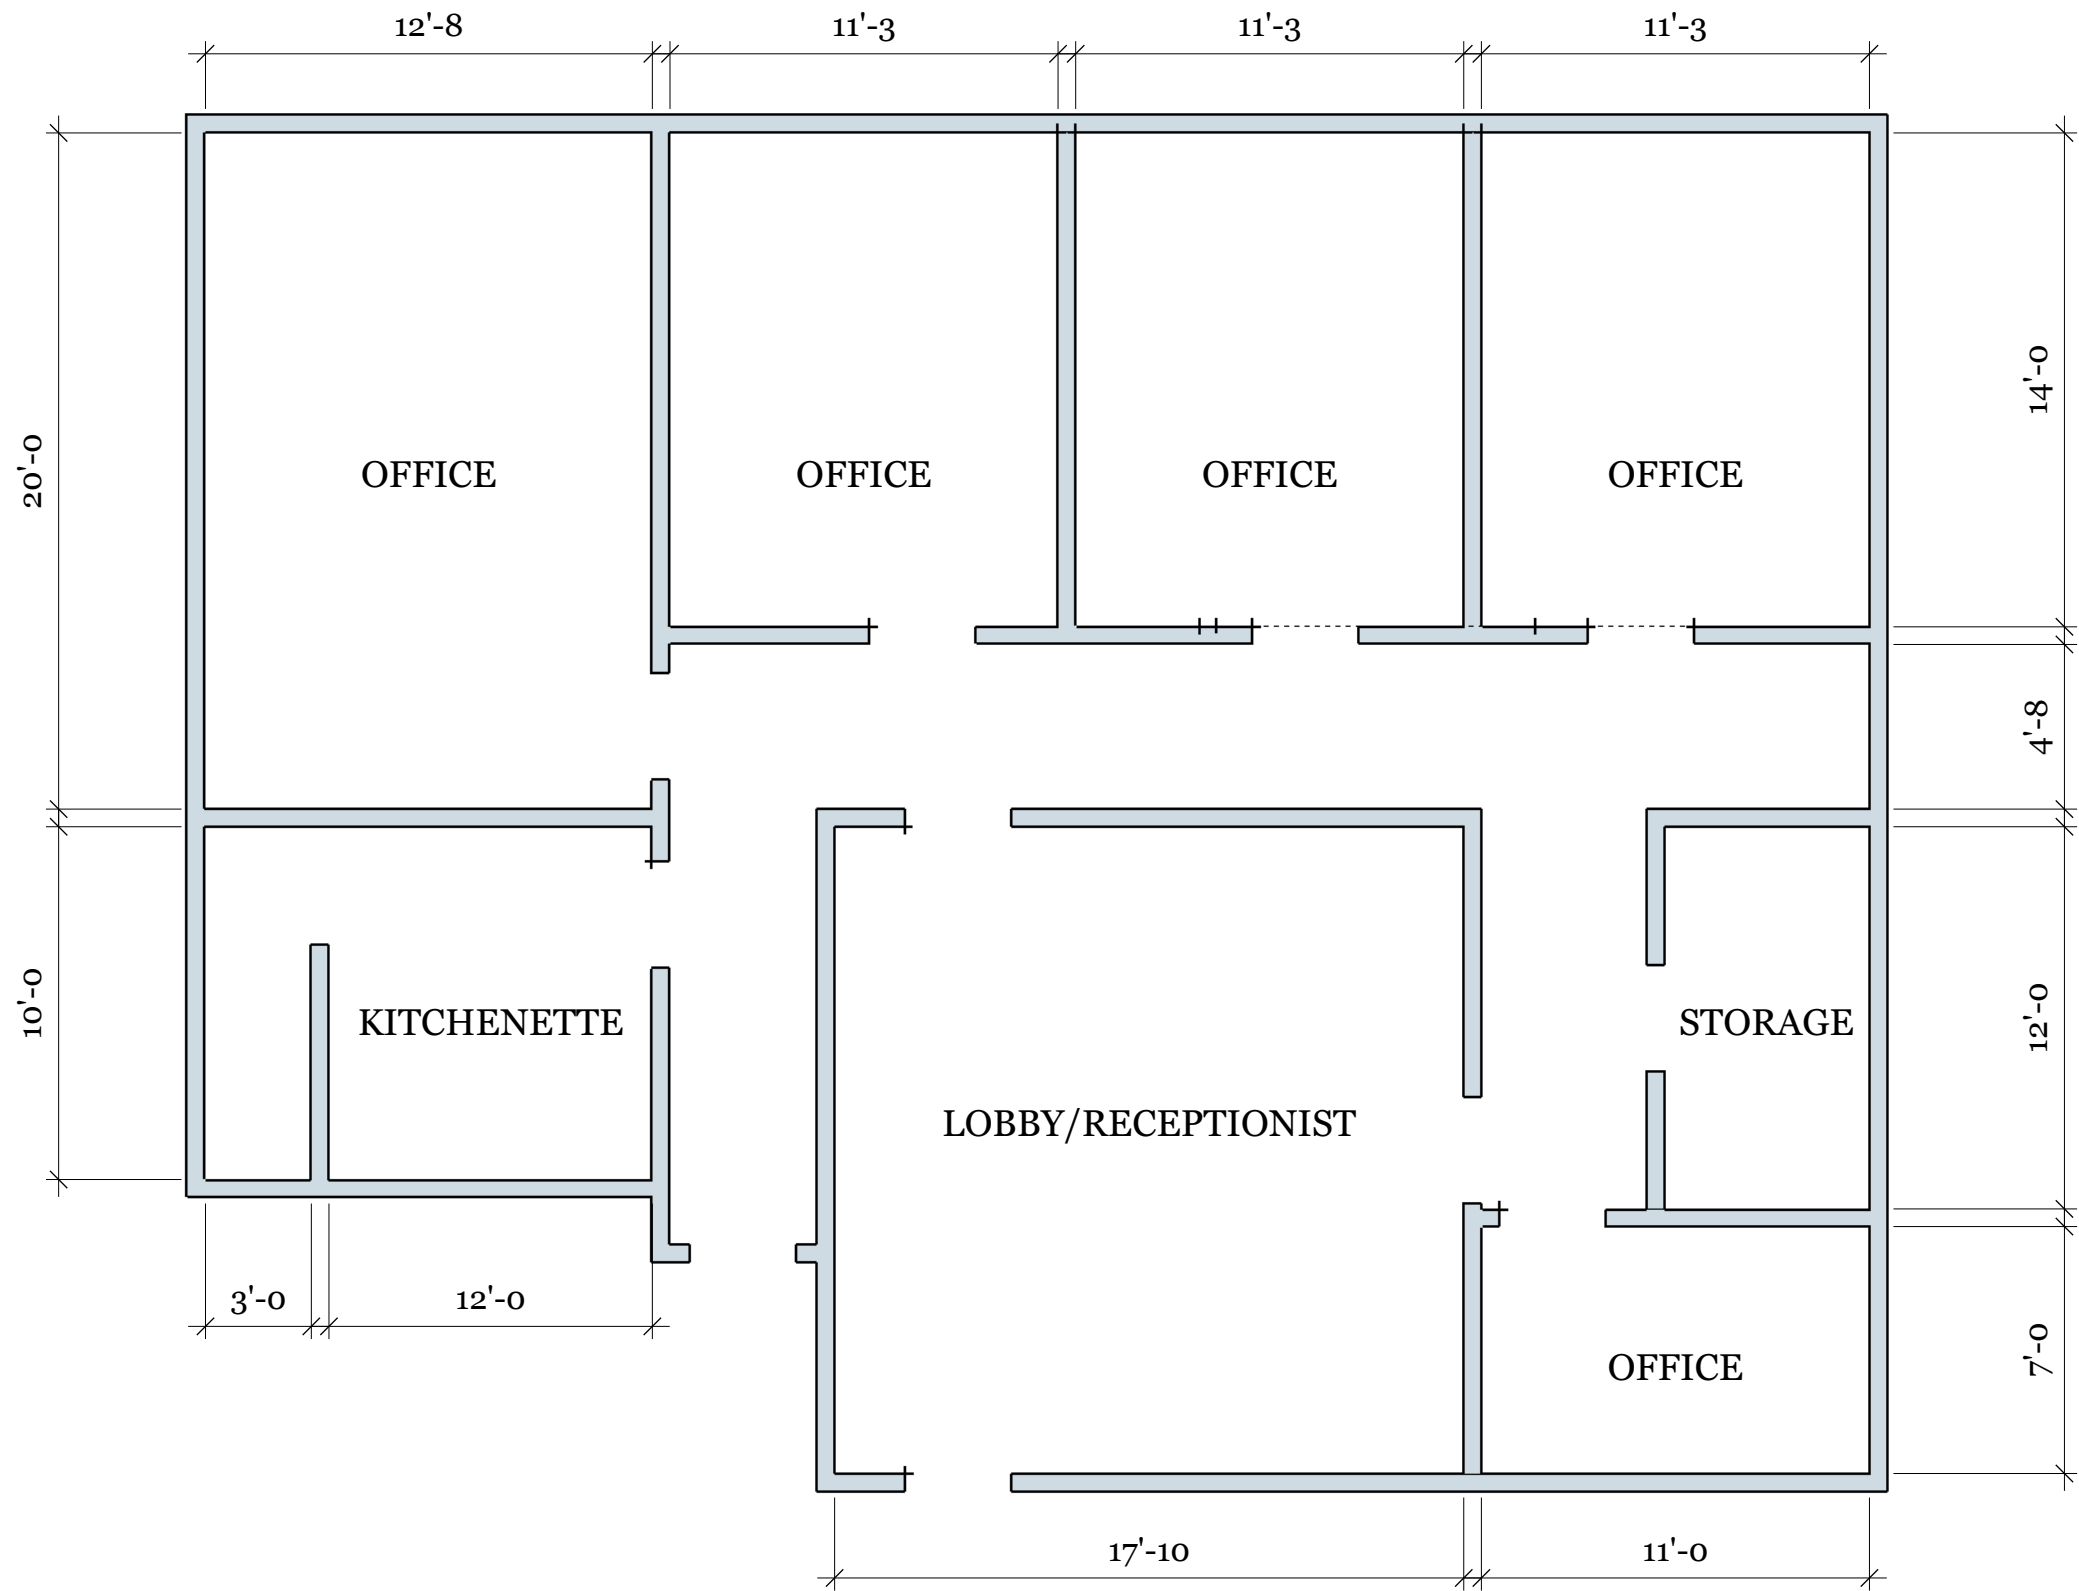 12'-8
11'-3
11'-3
11'-3
14'-0
20'-0
OFFICE
OFFICE
OFFICE
OFFICE
4'-8
10'-0
KITCHENETTE
STORAGE
12'-0
LOBBY/RECEPTIONIST
3'-0
12'-0
OFFICE
7'-0
17'-10
11'-0